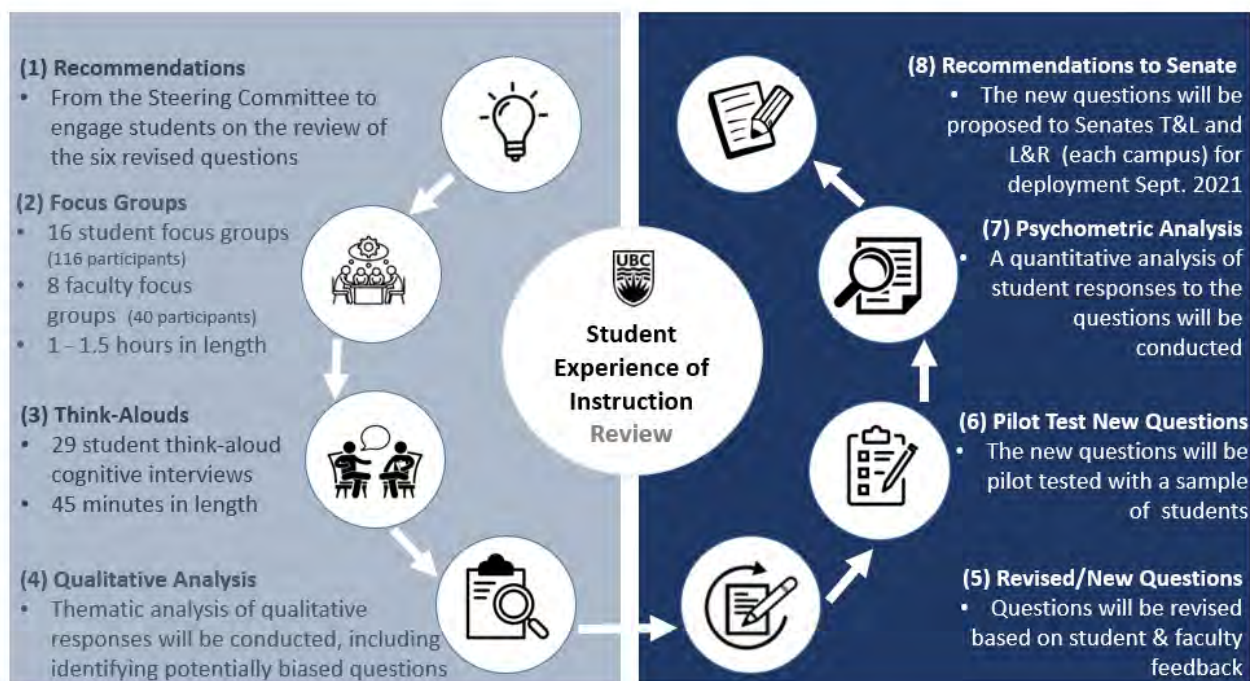 (1) Recommendations
• From the Steering Committee to
engage students on the review of
the six revised questions
(2) Focus Groups
• 16 student focus groups
(116 participants)
• 8 faculty focus
groups (40 participants)
• 1 - 1.5 hours in length
(3) Think-Alouds
• 29 student think-aloud
cognitive interviews
• 45 minutes in length
(4) Qualitative Analysis
• Thematic analysis of qualitative
responses will be conducted, including
identifying potentially biased questions
UBC
Student
Experience of
Instruction
Review
(5) Revised/New Questions
• Questions will be revised
based on student & faculty
feedback
(6) Pilot Test New Questions
• The new questions will be
pilot tested with a sample
of students
(7) Psychometric Analysis
• A quantitative analysis of
student responses to the
questions will be
conducted
(8) Recommendations to Senate
• The new questions will be
proposed to Senates T&L and
L&R (each campus) for
deployment Sept. 2021